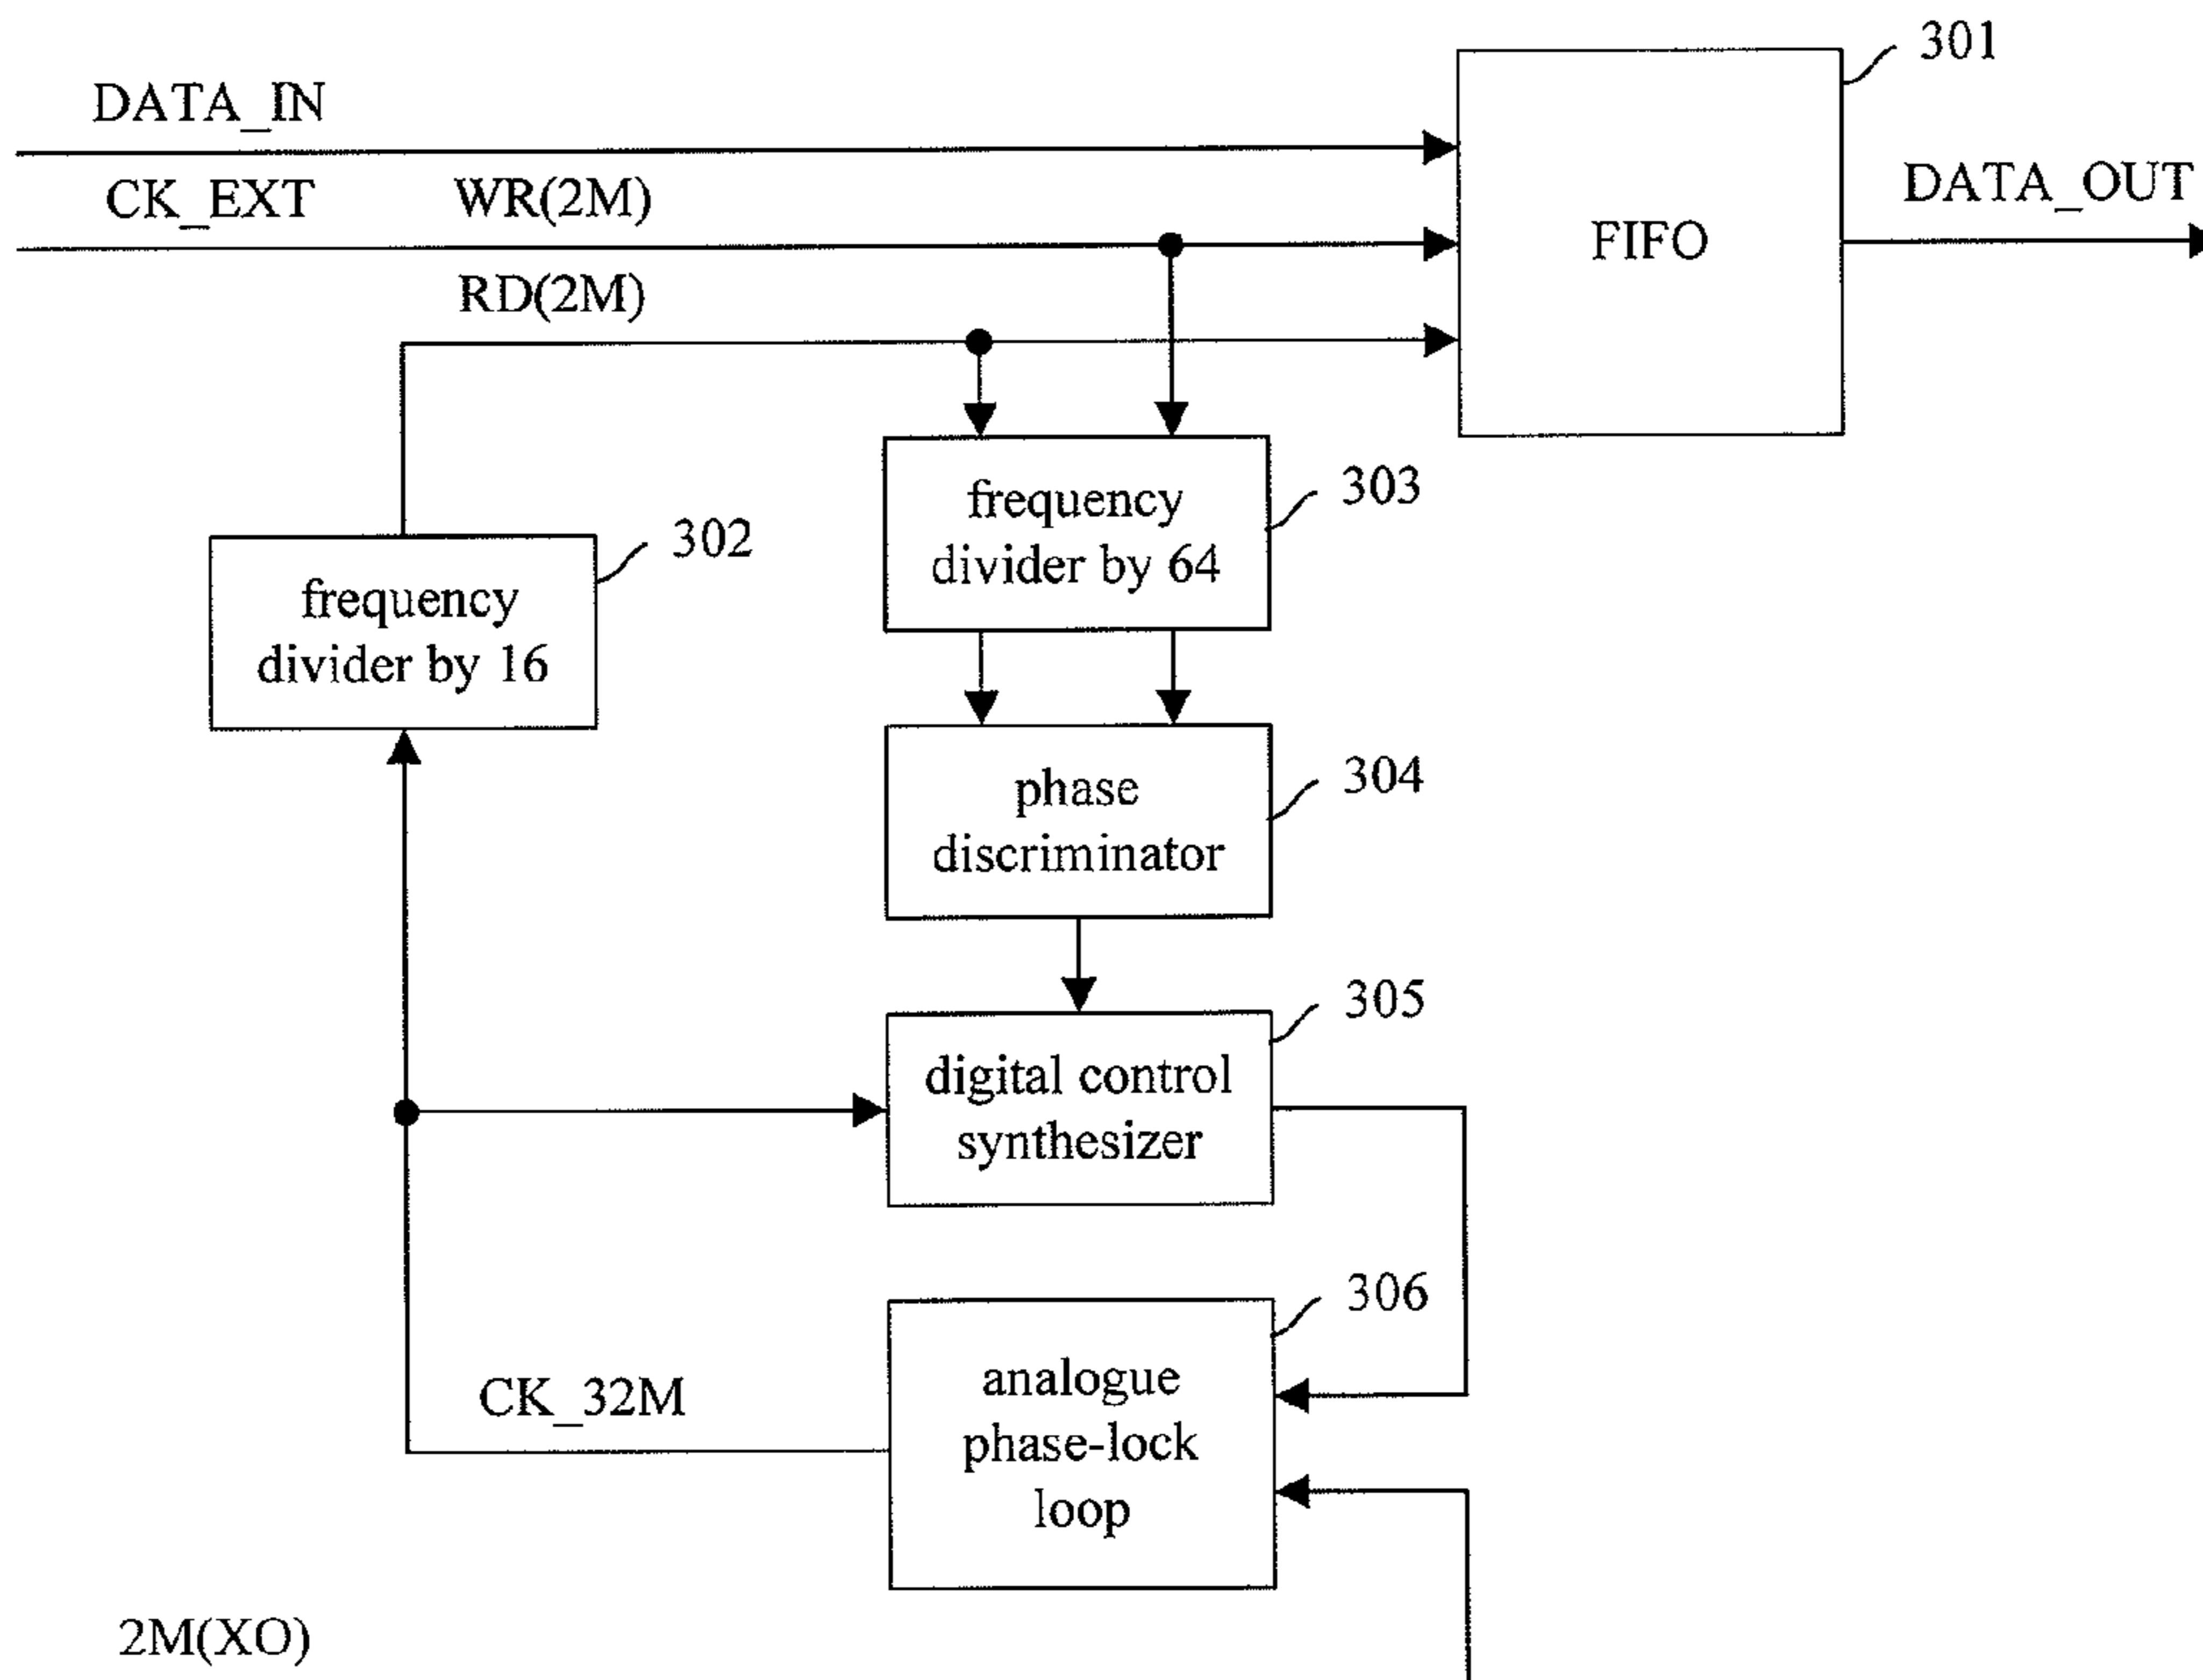 301
DATA_IN
CK_EXT
WR(2M)
DATA_OUT
FIFO
RD(2M)
303
frequency
divider by 64
302
frequency
divider by 16
304
phase
discriminator
305
digital control
synthesizer
306
analogue
phase-lock
loop
CK_32M
2M(XO)